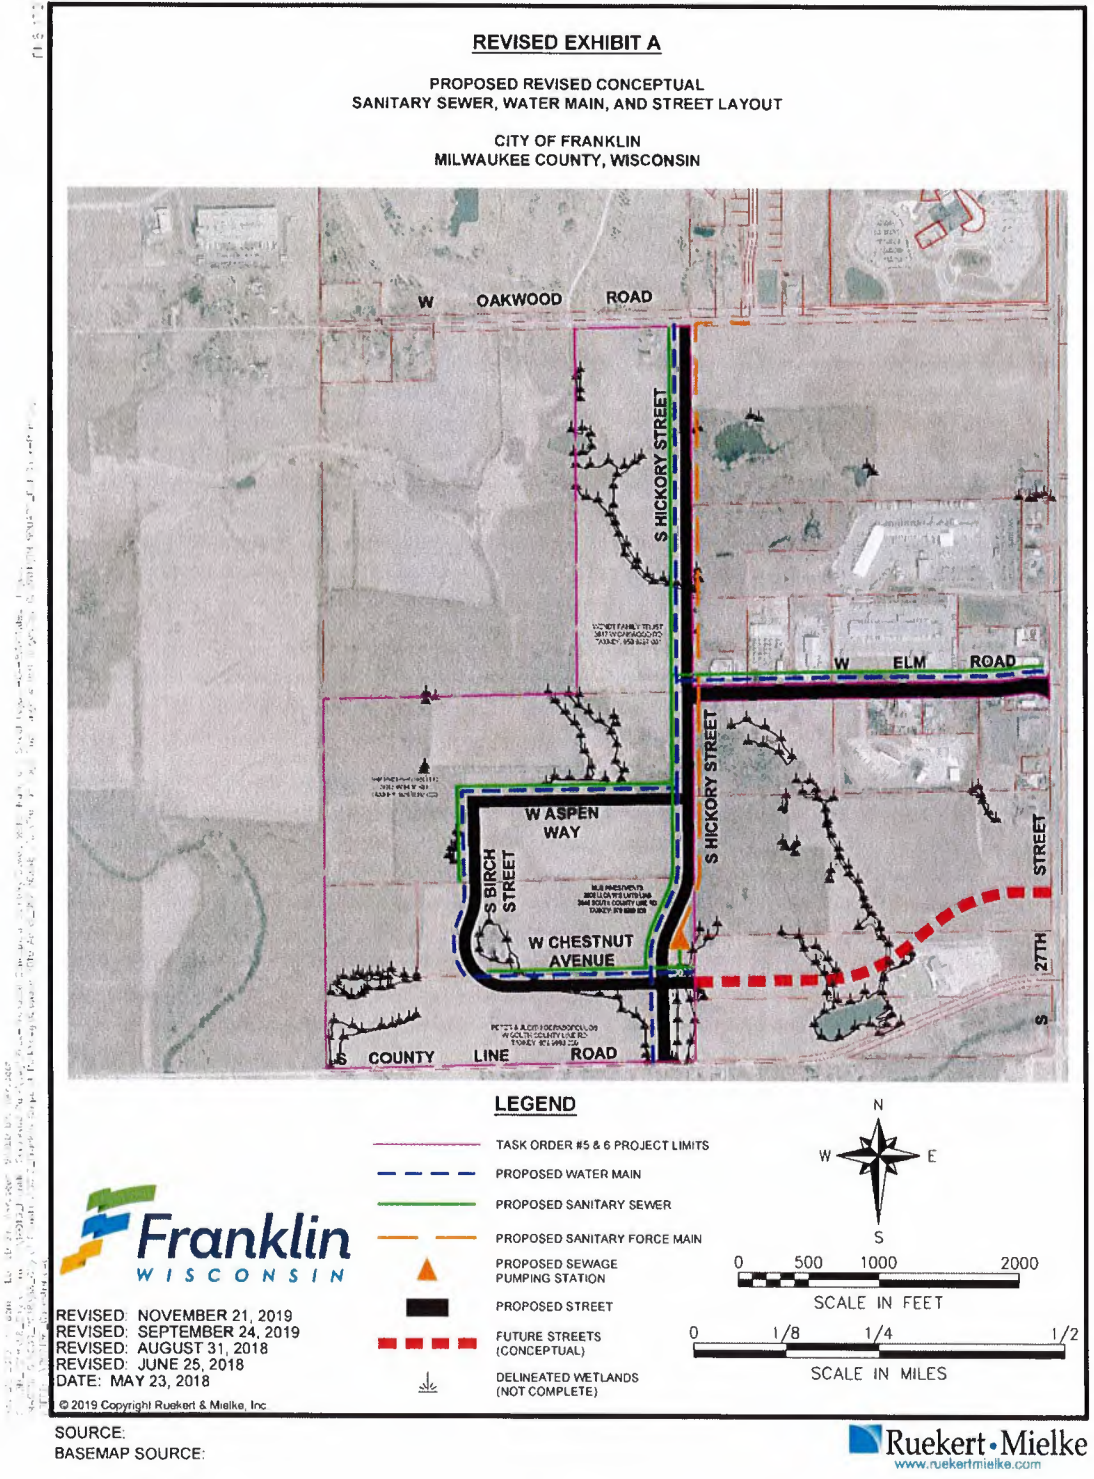 REVISED EXHIBIT A
PROPOSED REVISED CONCEPTUAL
SANITARY SEWER, WATER MAIN, AND STREET LAYOUT
CITY OF FRANKLIN
MILWAUKEE COUNTY, WISCONSIN
W OAKWOOD ROAD
S HICKORY STREET
W ELM ROAD
S HICKORY STREET
W ASPEN
WAY
S BIRCH
STREET
W CHESTNUT
AVENUE
S 27TH STREET
S COUNTY LINE ROAD
LEGEND
TASK ORDER #5 & 6 PROJECT LIMITS
PROPOSED WATER MAIN
PROPOSED SANITARY SEWER
PROPOSED SANITARY FORCE MAIN
PROPOSED SEWAGE
PUMPING STATION
PROPOSED STREET
FUTURE STREETS
(CONCEPTUAL)
DELINEATED WETLANDS
(NOT COMPLETE)
N
W E
S
0 500 1000 2000
SCALE IN FEET
0 1/8 1/4 1/2
SCALE IN MILES
Franklin
WISCONSIN
REVISED: NOVEMBER 21, 2019
REVISED: SEPTEMBER 24, 2019
REVISED: AUGUST 31, 2018
REVISED: JUNE 25, 2018
DATE: MAY 23, 2018
© 2019 Copyright Ruekert & Mielke, Inc
SOURCE:
BASEMAP SOURCE:
Ruekert•Mielke
www.ruekertmielke.com